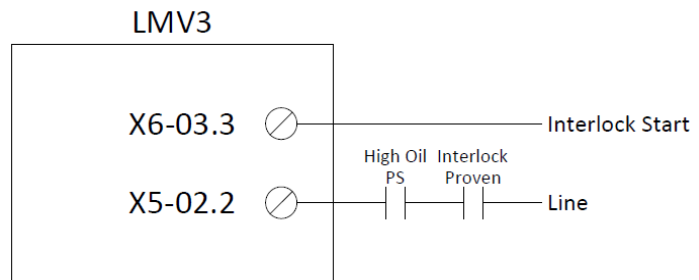 LMV3
X6-03.3
Interlock Start
High Oil
PS
Interlock
Proven
X5-02.2
Line